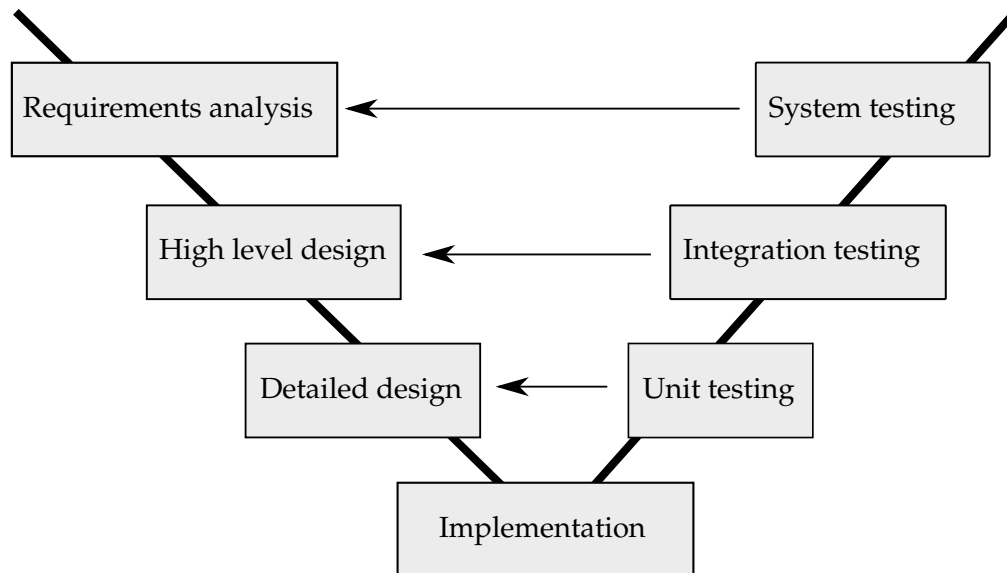 Requirements analysis
System testing
High level design
Integration testing
Detailed design
Unit testing
Implementation